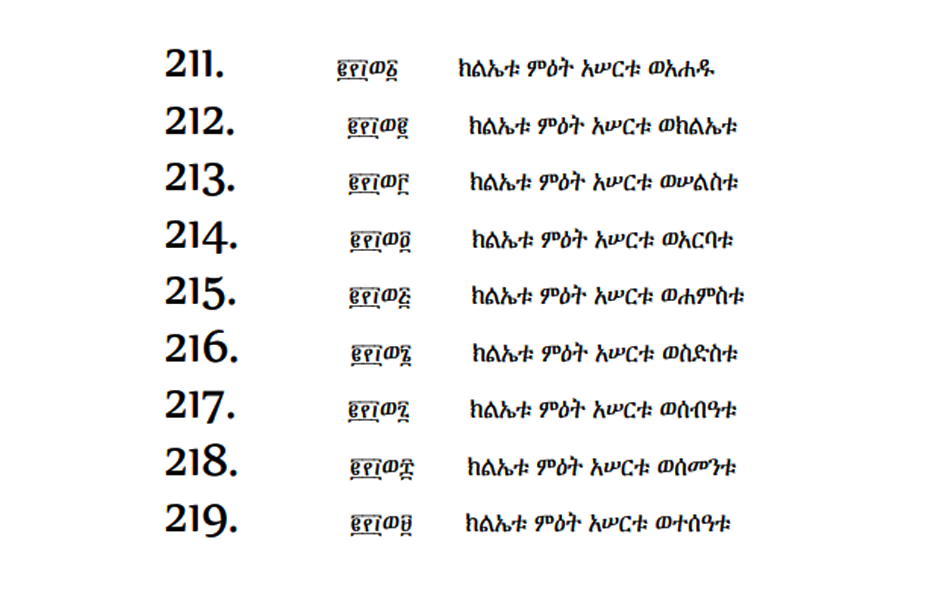 211. ፪፻፲ወ፩ ክልኤቱ ምዕት አሠርቱ ወአሐዱ
212. ፪፻፲ወ፪ ክልኤቱ ምዕት አሠርቱ ወክልኤቱ
213. ፪፻፲ወ፫ ክልኤቱ ምዕት አሠርቱ ወሠልስቱ
214. ፪፻፲ወ፬ ክልኤቱ ምዕት አሠርቱ ወአርባቱ
215. ፪፻፲ወ፭ ክልኤቱ ምዕት አሠርቱ ወሐምስቱ
216. ፪፻፲ወ፮ ክልኤቱ ምዕት አሠርቱ ወስድስቱ
217. ፪፻፲ወ፯ ክልኤቱ ምዕት አሠርቱ ወሰብዓቱ
218. ፪፻፲ወ፰ ክልኤቱ ምዕት አሠርቱ ወሰመንቱ
219. ፪፻፲ወ፱ ክልኤቱ ምዕት አሠርቱ ወተሰዓቱ